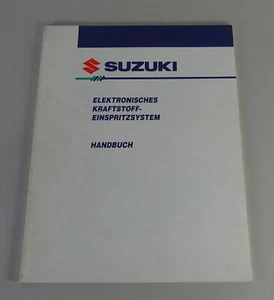 SUZUKI
ELEKTRONISCHES
KRAFTSTOFF-
EINSPRITZSYSTEM
HANDBUCH